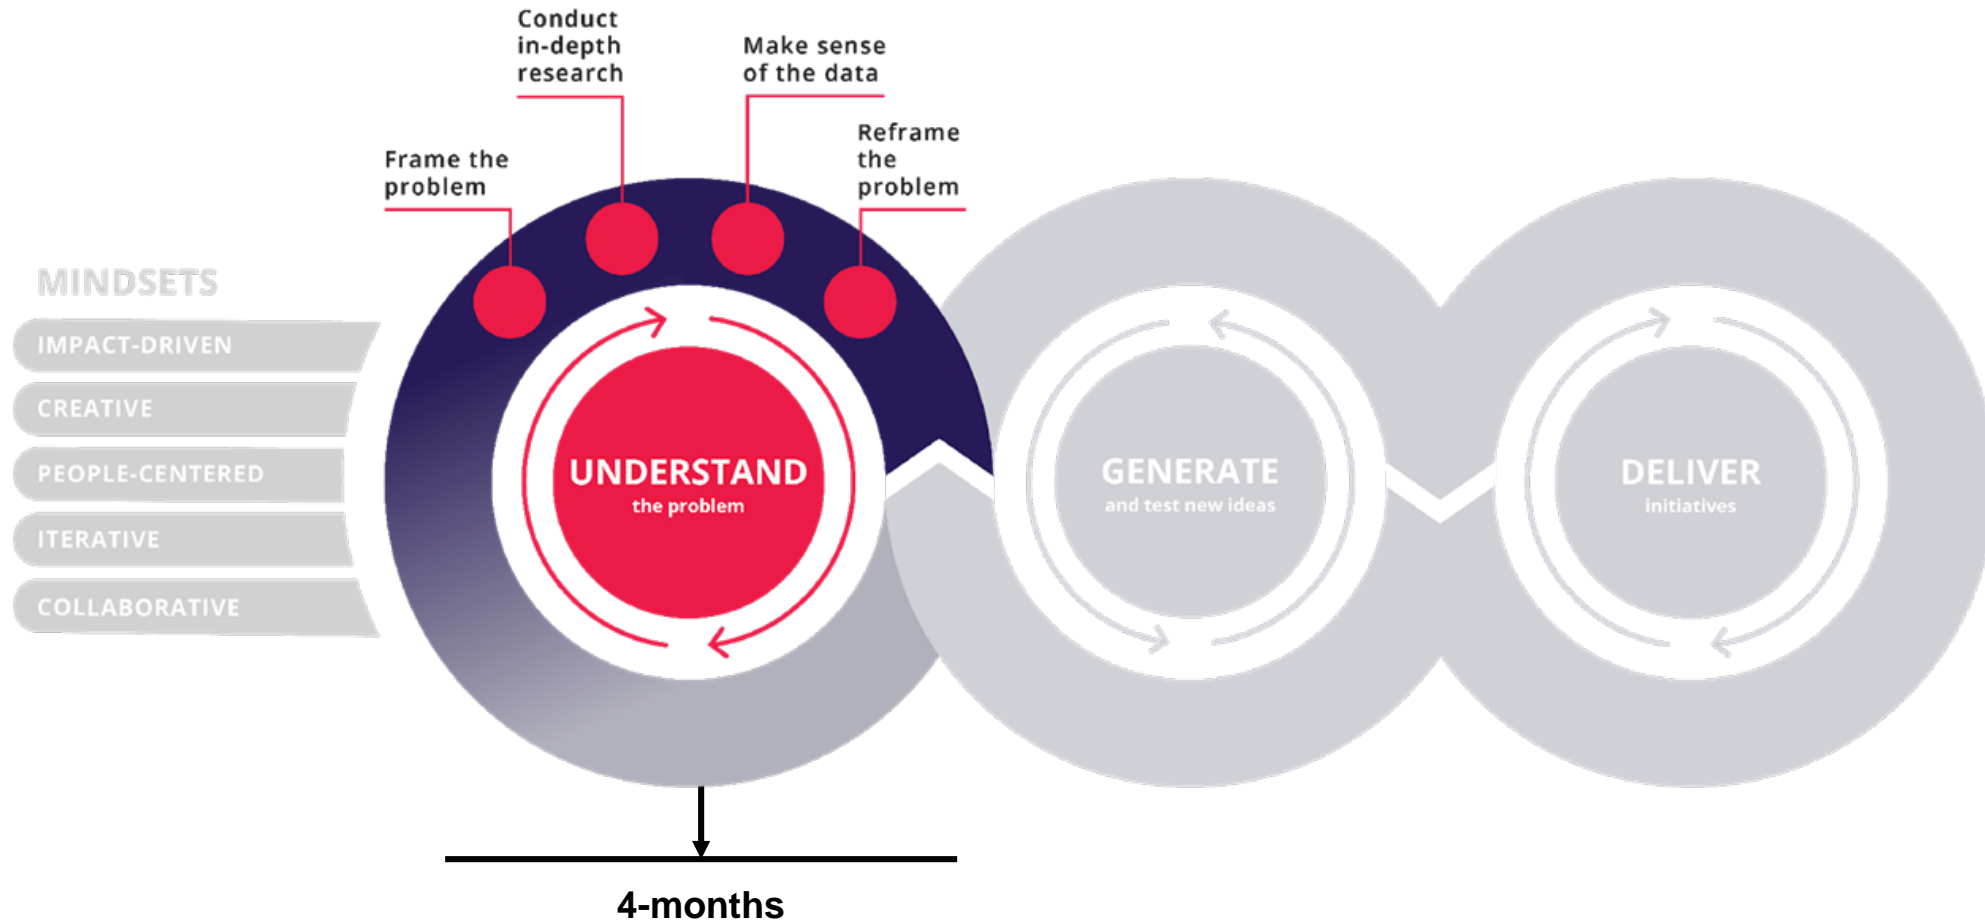 Conduct
in-depth
research
Make sense
of the data
Frame the
problem
Reframe
the
problem
MINDSETS
IMPACT-DRIVEN
CREATIVE
PEOPLE-CENTERED
ITERATIVE
COLLABORATIVE
UNDERSTAND
the problem
GENERATE
and test new ideas
DELIVER
initiatives
4-months